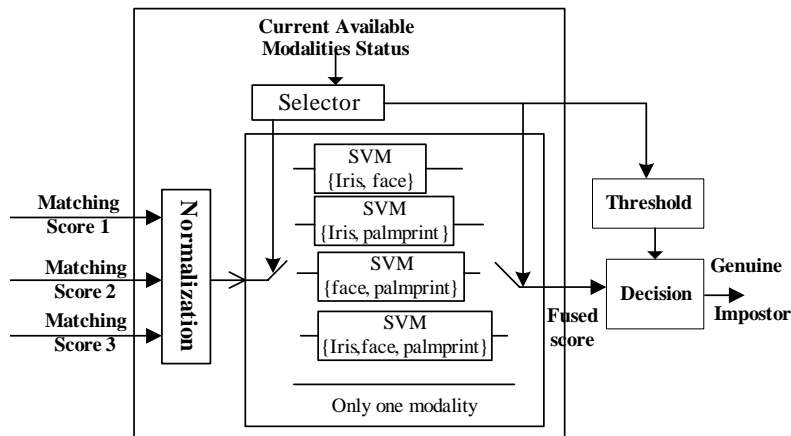 Current Available
Modalities Status
Selector
SVM
{Iris, face}
SVM
{Iris, palmprint}
SVM
{face, palmprint}
SVM
{Iris,face, palmprint}
Only one modality
Matching
Score 1
Matching
Score 2
Matching
Score 3
Normalization
Threshold
Decision
Genuine
Impostor
Fused
score